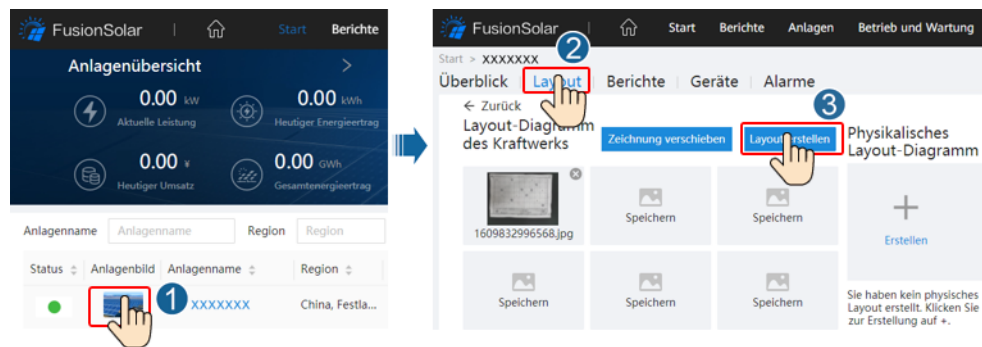 FusionSolar
Start
Berichte
Anlagenübersicht
0.00 kW
Aktuelle Leistung
0.00 kWh
Heutiger Energieertrag
0.00 ¥
Heutiger Umsatz
0.00 GWh
Gesamtenergieertrag
Anlagenname
Anlagenname
Region
Region
Status
Anlagenbild
Anlagenname
Region
1
XXXXXXX
China, Festla...
FusionSolar
Start
Berichte
Anlagen
Betrieb und Wartung
2
Start > XXXXXXX
Überblick
Layout
Berichte
Geräte
Alarme
3
← Zurück
Layout-Diagramm
des Kraftwerks
Zeichnung verschieben
Layout erstellen
Physikalisches
Layout-Diagramm
1609832996568.jpg
Speichern
Speichern
Erstellen
Speichern
Speichern
Speichern
Sie haben kein physisches
Layout erstellt. Klicken Sie
zur Erstellung auf +.